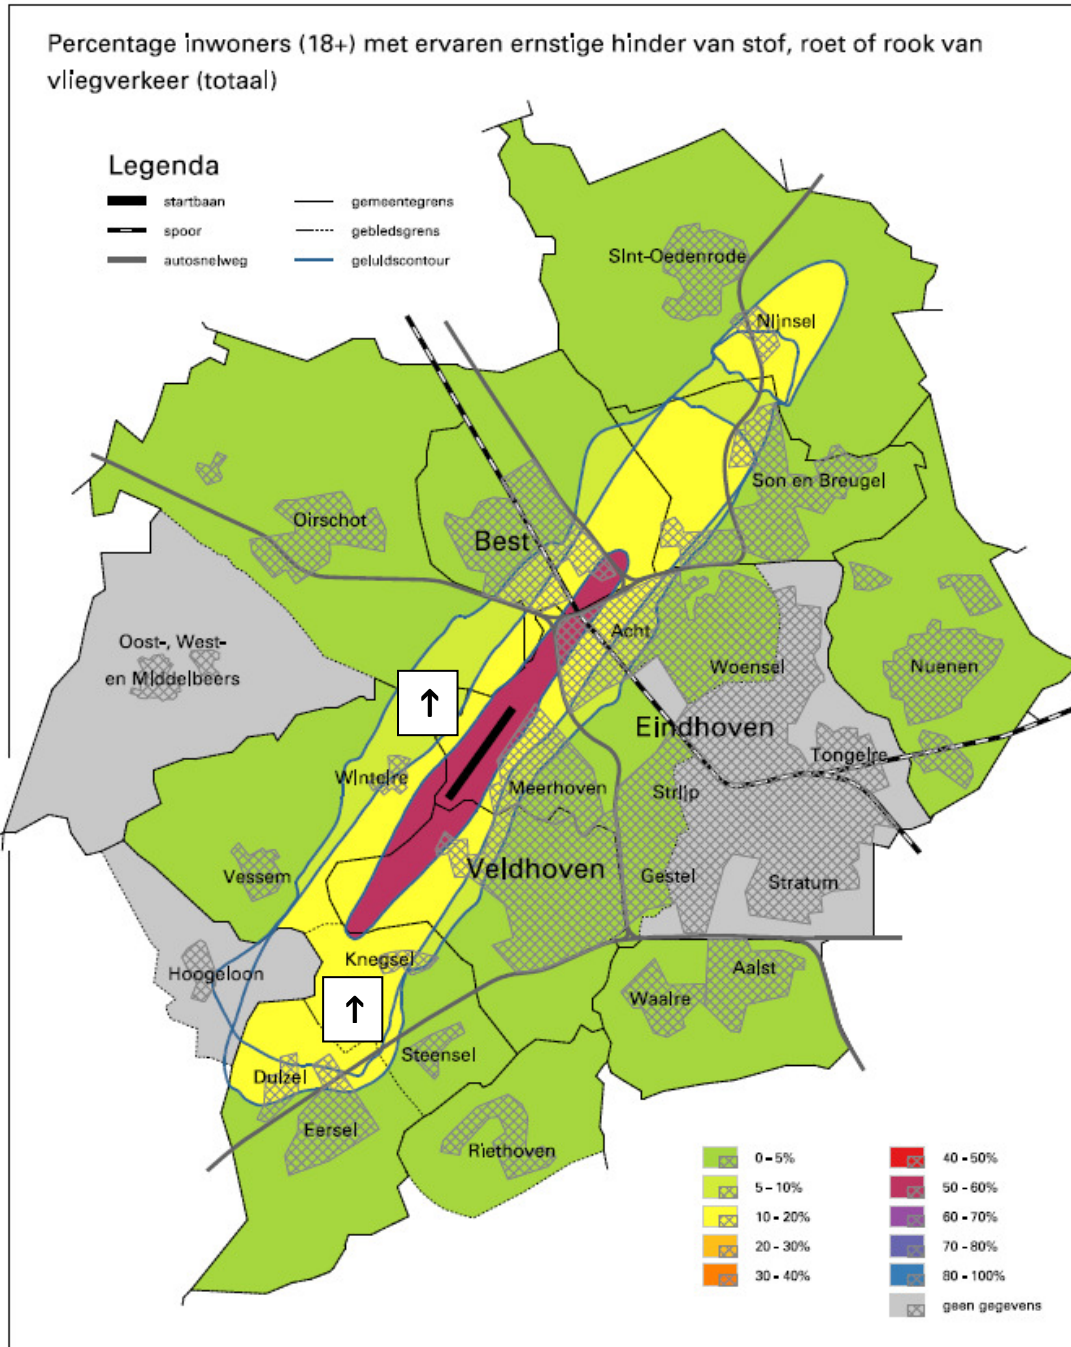 Percentage inwoners (18+) met ervaren ernstige hinder van stof, roet of rook van
vliegverkeer (totaal)
Legenda
startbaan
spoor
autosnelweg
gemeentegrens
gebiedsgrens
geluidscontour
Sint-Oedenrode
Nijnsel
Son en Breugel
Oirschot
Best
Acht
Oost-, West-
en Middelbeers
Woensel
Nuenen
↑
Eindhoven
Tongelre
Wintelre
Meerhoven
Strijp
Veldhoven
Vessem
Gestel
Stratum
Knegsel
Hoogeloon
Aalst
Waalre
↑
Steensel
Duizel
Eersel
Riethoven
0 – 5%
5 – 10%
10 – 20%
20 – 30%
30 – 40%
40 – 50%
50 – 60%
60 – 70%
70 – 80%
80 – 100%
geen gegevens